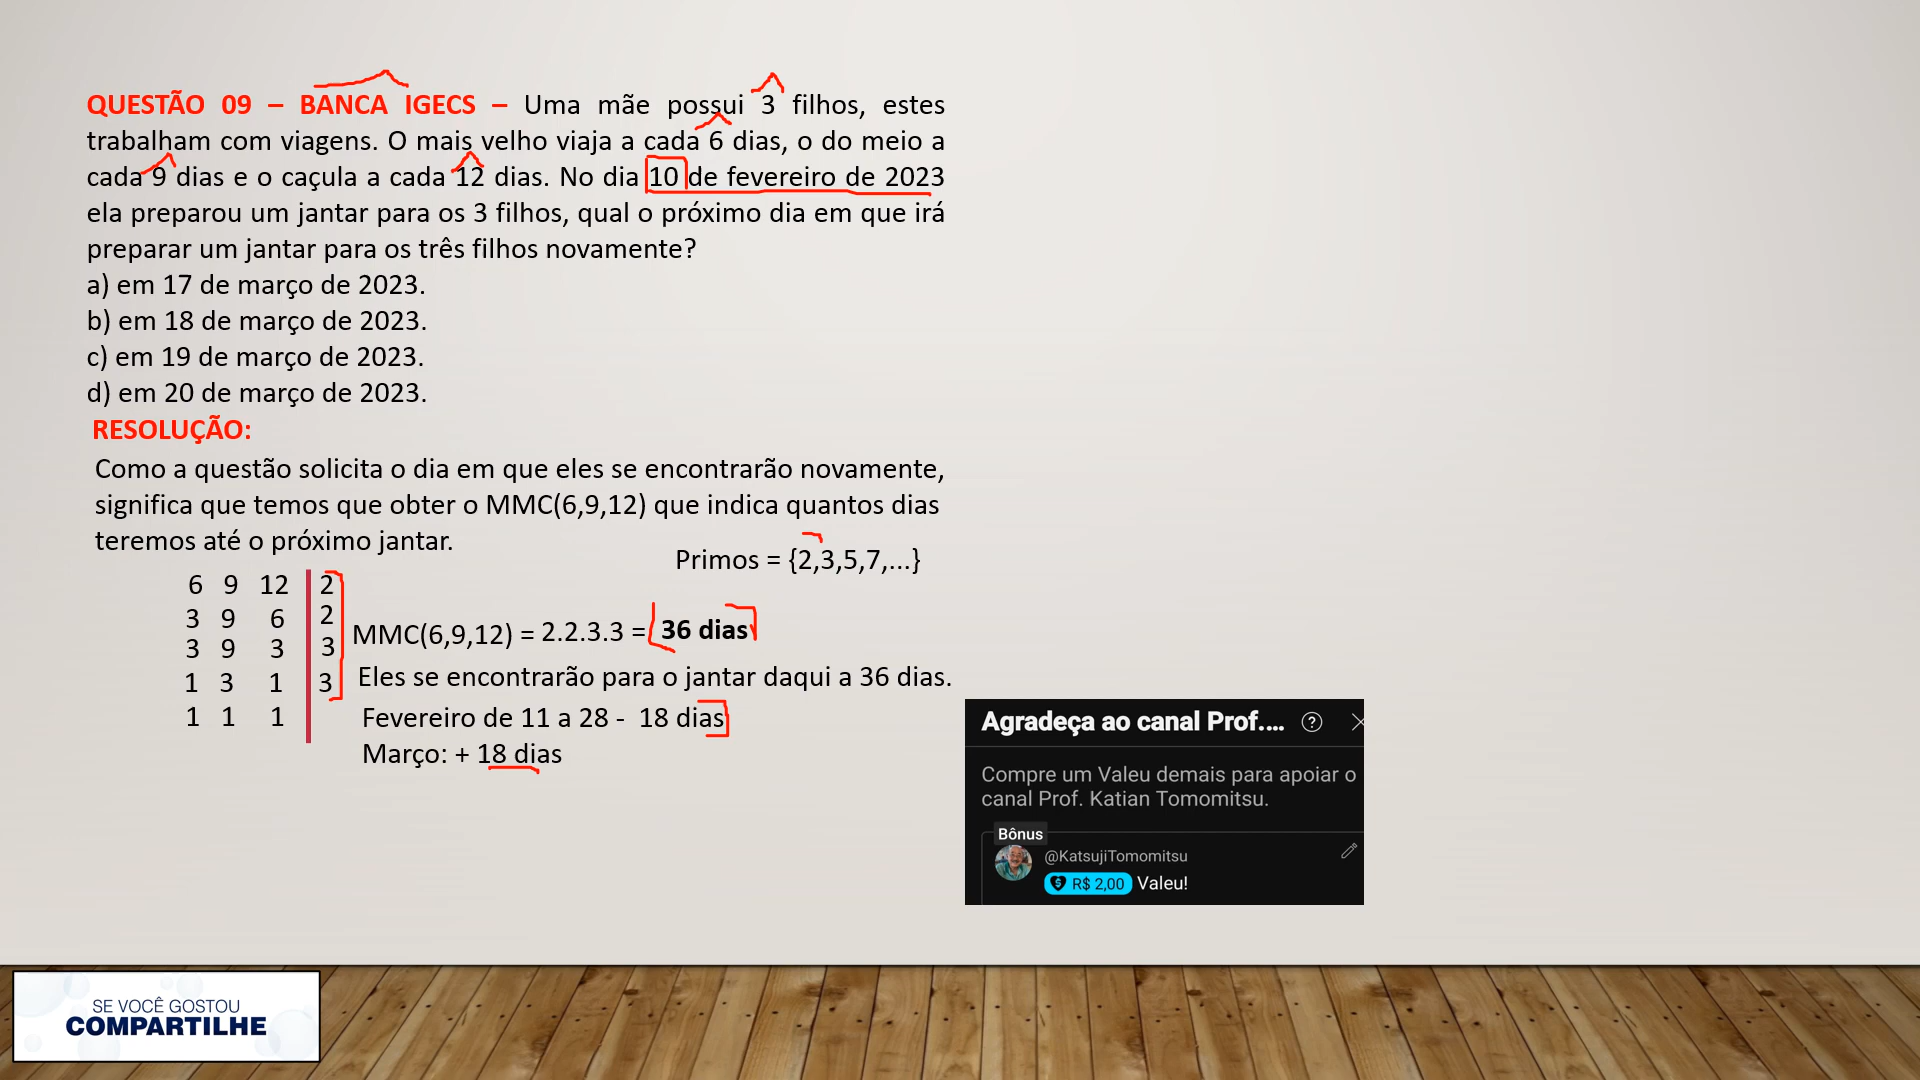 QUESTÃO 09 – BANCA IGECS – Uma mãe possui 3 filhos, estes
trabalham com viagens. O mais velho viaja a cada 6 dias, o do meio a
cada 9 dias e o caçula a cada 12 dias. No dia 10 de fevereiro de 2023
ela preparou um jantar para os 3 filhos, qual o próximo dia em que irá
preparar um jantar para os três filhos novamente?
a) em 17 de março de 2023.
b) em 18 de março de 2023.
c) em 19 de março de 2023.
d) em 20 de março de 2023.
RESOLUÇÃO:
Como a questão solicita o dia em que eles se encontrarão novamente,
significa que temos que obter o MMC(6,9,12) que indica quantos dias
teremos até o próximo jantar.
Primos = {2,3,5,7,...}
6 9 12 2
3 9 6 2
3 9 3 3
1 3 1 3
1 1 1
MMC(6,9,12) = 2.2.3.3 = 36 dias
Eles se encontrarão para o jantar daqui a 36 dias.
Fevereiro de 11 a 28 - 18 dias
Março: + 18 dias
Agradeça ao canal Prof.... ?
Compre um Valeu demais para apoiar o
canal Prof. Katian Tomomitsu.
Bônus
@KatsujiTomomitsu
R$ 2,00 Valeu!
SE VOCÊ GOSTOU
COMPARTILHE